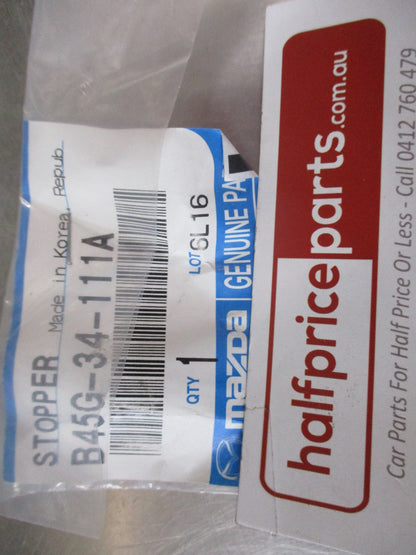 STOPPER Made in Korea, Repub
B45G-34-111A
QTY 1 LOT 6L16
mazda GENUINE PA
halfpriceparts.com.au
Car Parts For Half Price Or Less - Call 0412 760 479